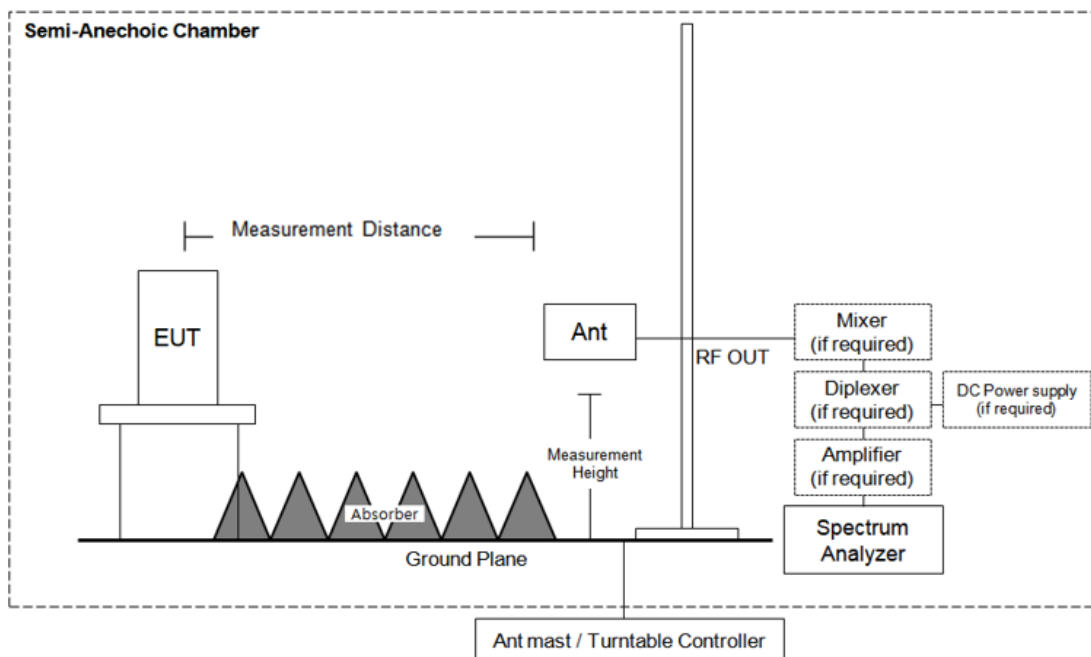 Semi-Anechoic Chamber
Measurement Distance
EUT
Ant
RF OUT
Mixer
(if required)
Diplexer
(if required)
DC Power supply
(if required)
Amplifier
(if required)
Measurement
Height
Absorber
Spectrum
Analyzer
Ground Plane
Ant mast / Turntable Controller